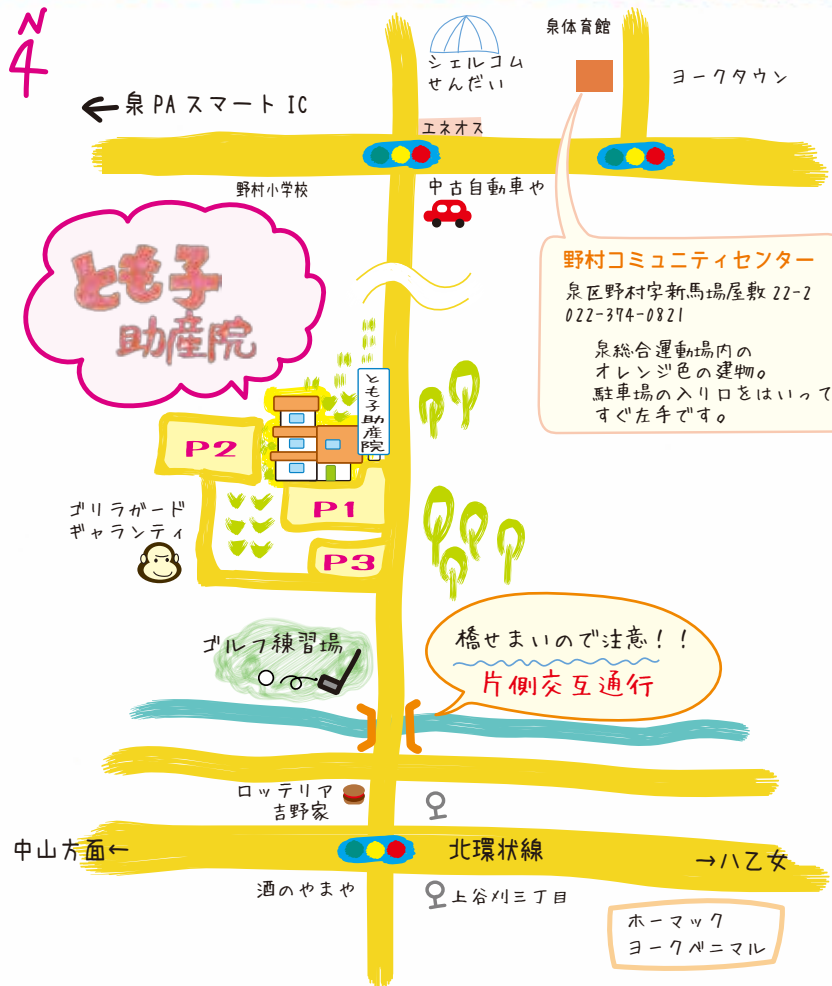 N
シェルコム
せんだい
泉体育館
ヨークタウン
←泉PAスマートIC
エネオス
野村小学校
中古自動車や
とも子
助産院
野村コミュニティセンター
泉区野村字新馬場屋敷22-2
022-374-0821
泉総合運動場内の
オレンジ色の建物。
駐車場の入り口をはいって
すぐ左手です。
とも子助産院
P2
P1
P3
ゴリラガード
ギャランティ
ゴルフ練習場
橋せまいので注意!!
片側交互通行
ロッテリア
吉野家
中山方面←
北環状線
→八乙女
酒のやまや
上谷刈三丁目
ホーマック
ヨークベニマル